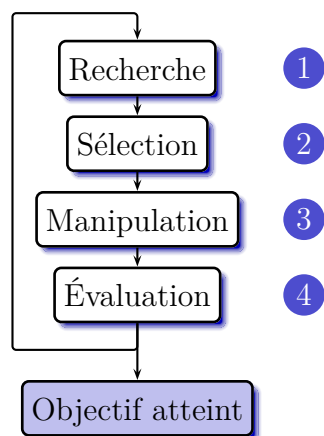 Recherche 1
Sélection 2
Manipulation 3
Évaluation 4
Objectif atteint